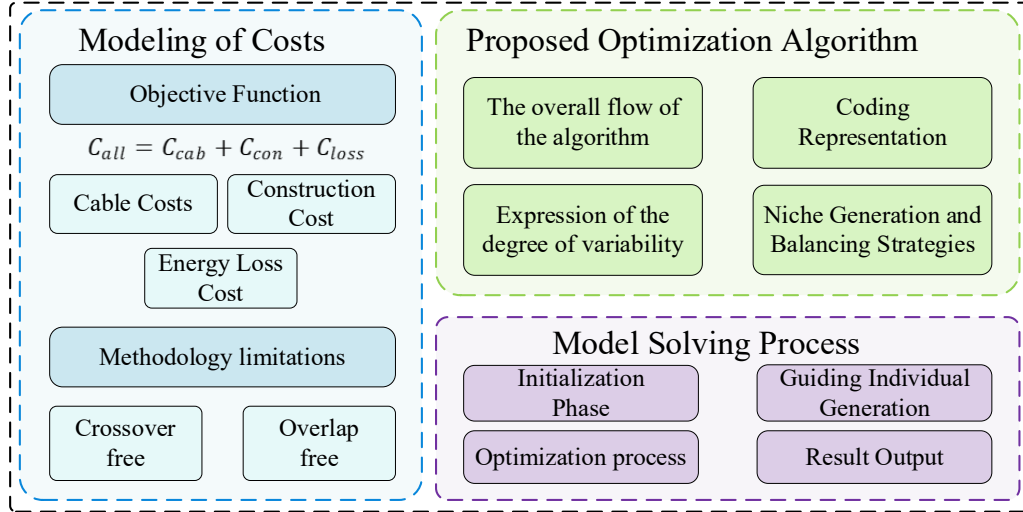 Modeling of Costs
Objective Function
C_all = C_cab + C_con + C_loss
Cable Costs
Construction
Cost
Energy Loss
Cost
Methodology limitations
Crossover
free
Overlap
free
Proposed Optimization Algorithm
The overall flow of
the algorithm
Coding
Representation
Expression of the
degree of variability
Niche Generation and
Balancing Strategies
Model Solving Process
Initialization
Phase
Guiding Individual
Generation
Optimization process
Result Output